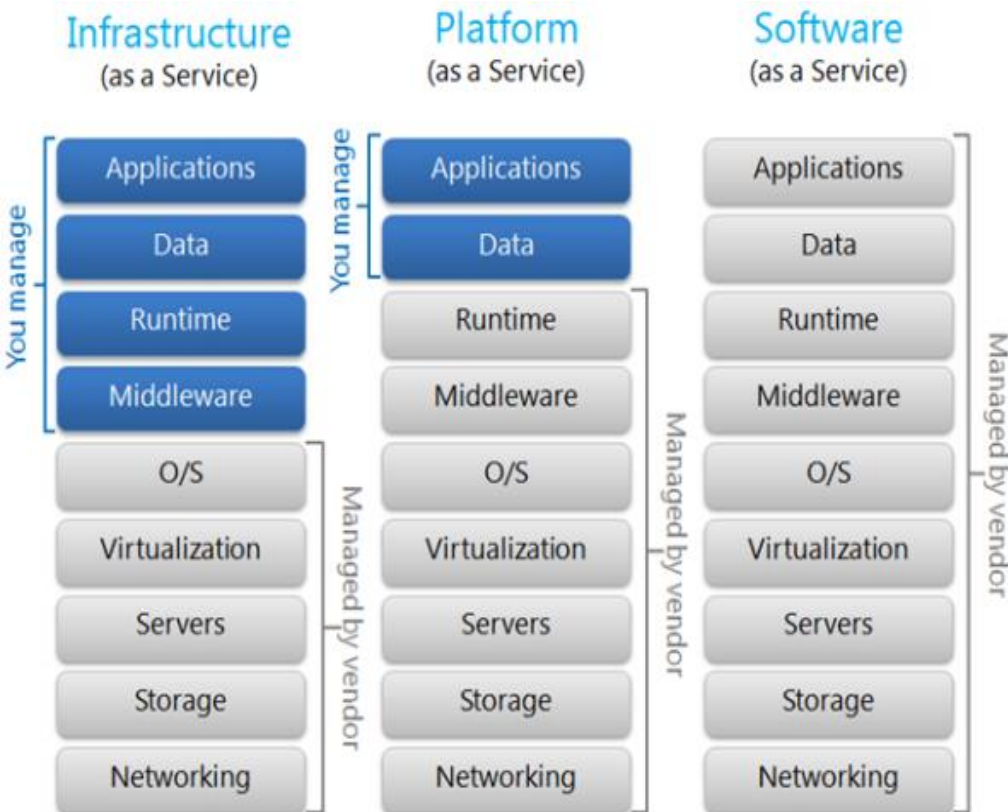 Infrastructure
(as a Service)
You manage
Applications
Data
Runtime
Middleware
O/S
Virtualization
Servers
Storage
Networking
Managed by vendor
Platform
(as a Service)
You manage
Applications
Data
Runtime
Middleware
O/S
Virtualization
Servers
Storage
Networking
Managed by vendor
Software
(as a Service)
Applications
Data
Runtime
Middleware
O/S
Virtualization
Servers
Storage
Networking
Managed by vendor